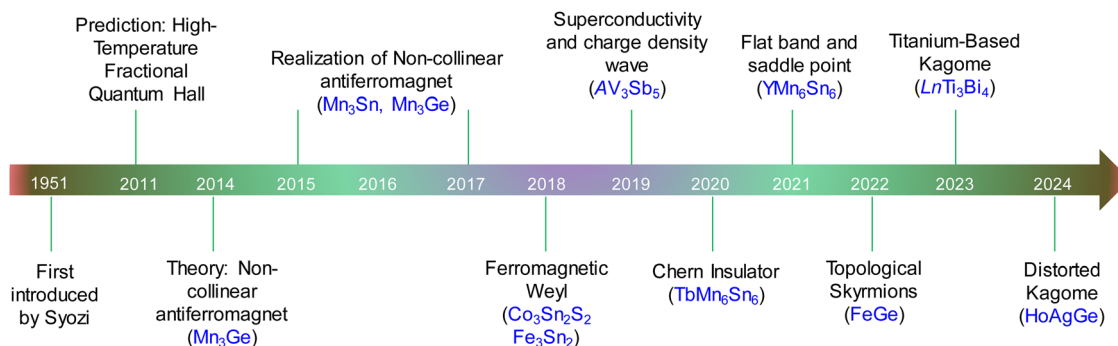 Prediction: High-
Temperature
Fractional
Quantum Hall
Realization of Non-collinear
antiferromagnet
(Mn₃Sn, Mn₃Ge)
Superconductivity
and charge density
wave
(AV₃Sb₅)
Flat band and
saddle point
(YMn₆Sn₆)
Titanium-Based
Kagome
(LnTi₃Bi₄)
1951 2011 2014 2015 2016 2017 2018 2019 2020 2021 2022 2023 2024
First
introduced
by Syozi
Theory: Non-
collinear
antiferromagnet
(Mn₃Ge)
Ferromagnetic
Weyl
(Co₃Sn₂S₂
Fe₃Sn₂)
Chern Insulator
(TbMn₆Sn₆)
Topological
Skyrmions
(FeGe)
Distorted
Kagome
(HoAgGe)